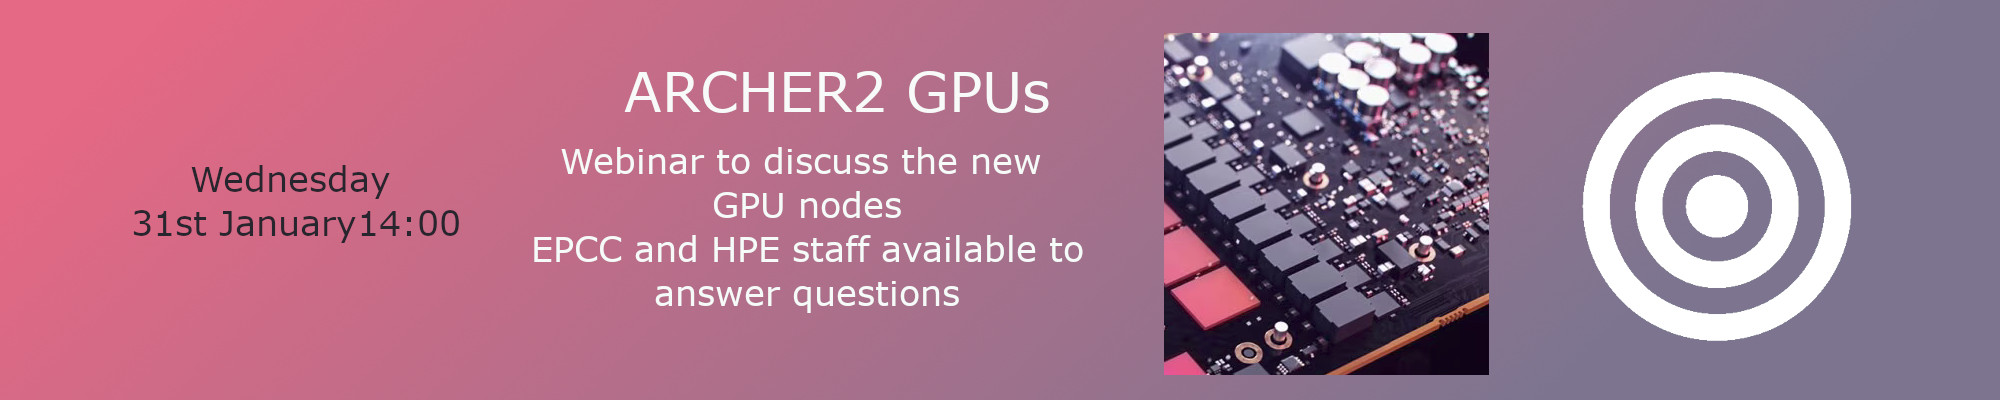 Wednesday
31st January14:00
ARCHER2 GPUs
Webinar to discuss the new
GPU nodes
EPCC and HPE staff available to
answer questions